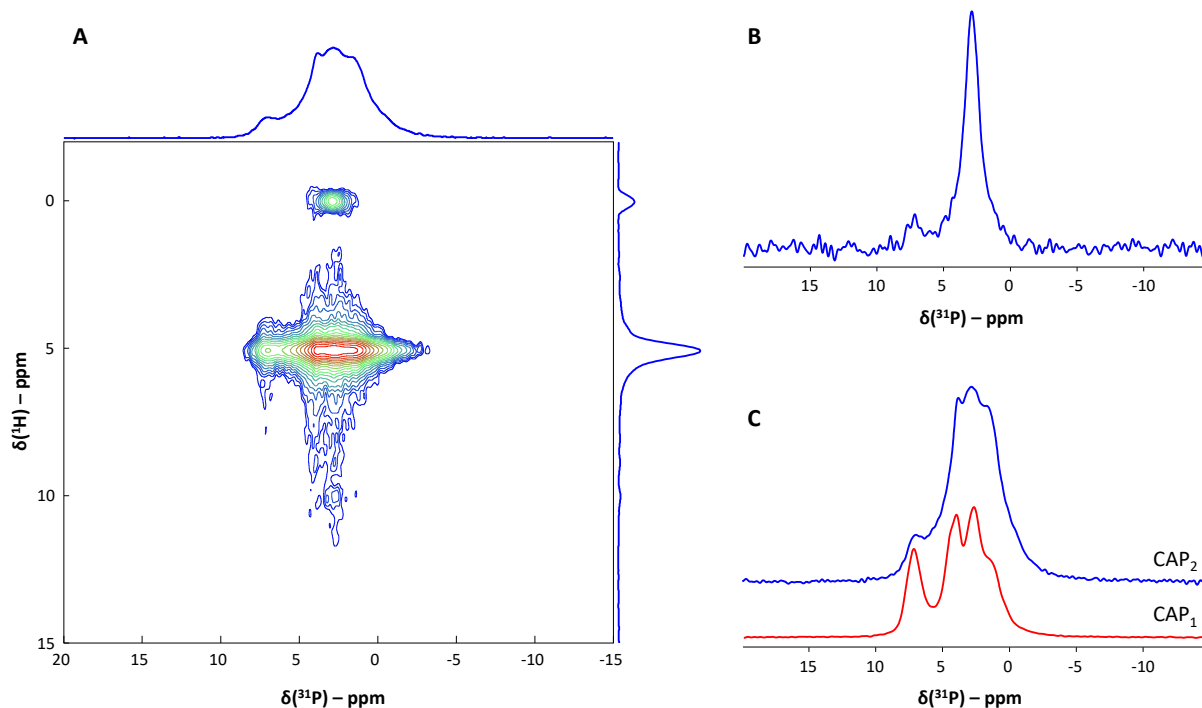 A
0
5
10
15
δ(¹H) – ppm
20 15 10 5 0 -5 -10 -15
δ(³¹P) – ppm
B
15 10 5 0 -5 -10
δ(³¹P) – ppm
C
CAP₂
CAP₁
15 10 5 0 -5 -10
δ(³¹P) – ppm